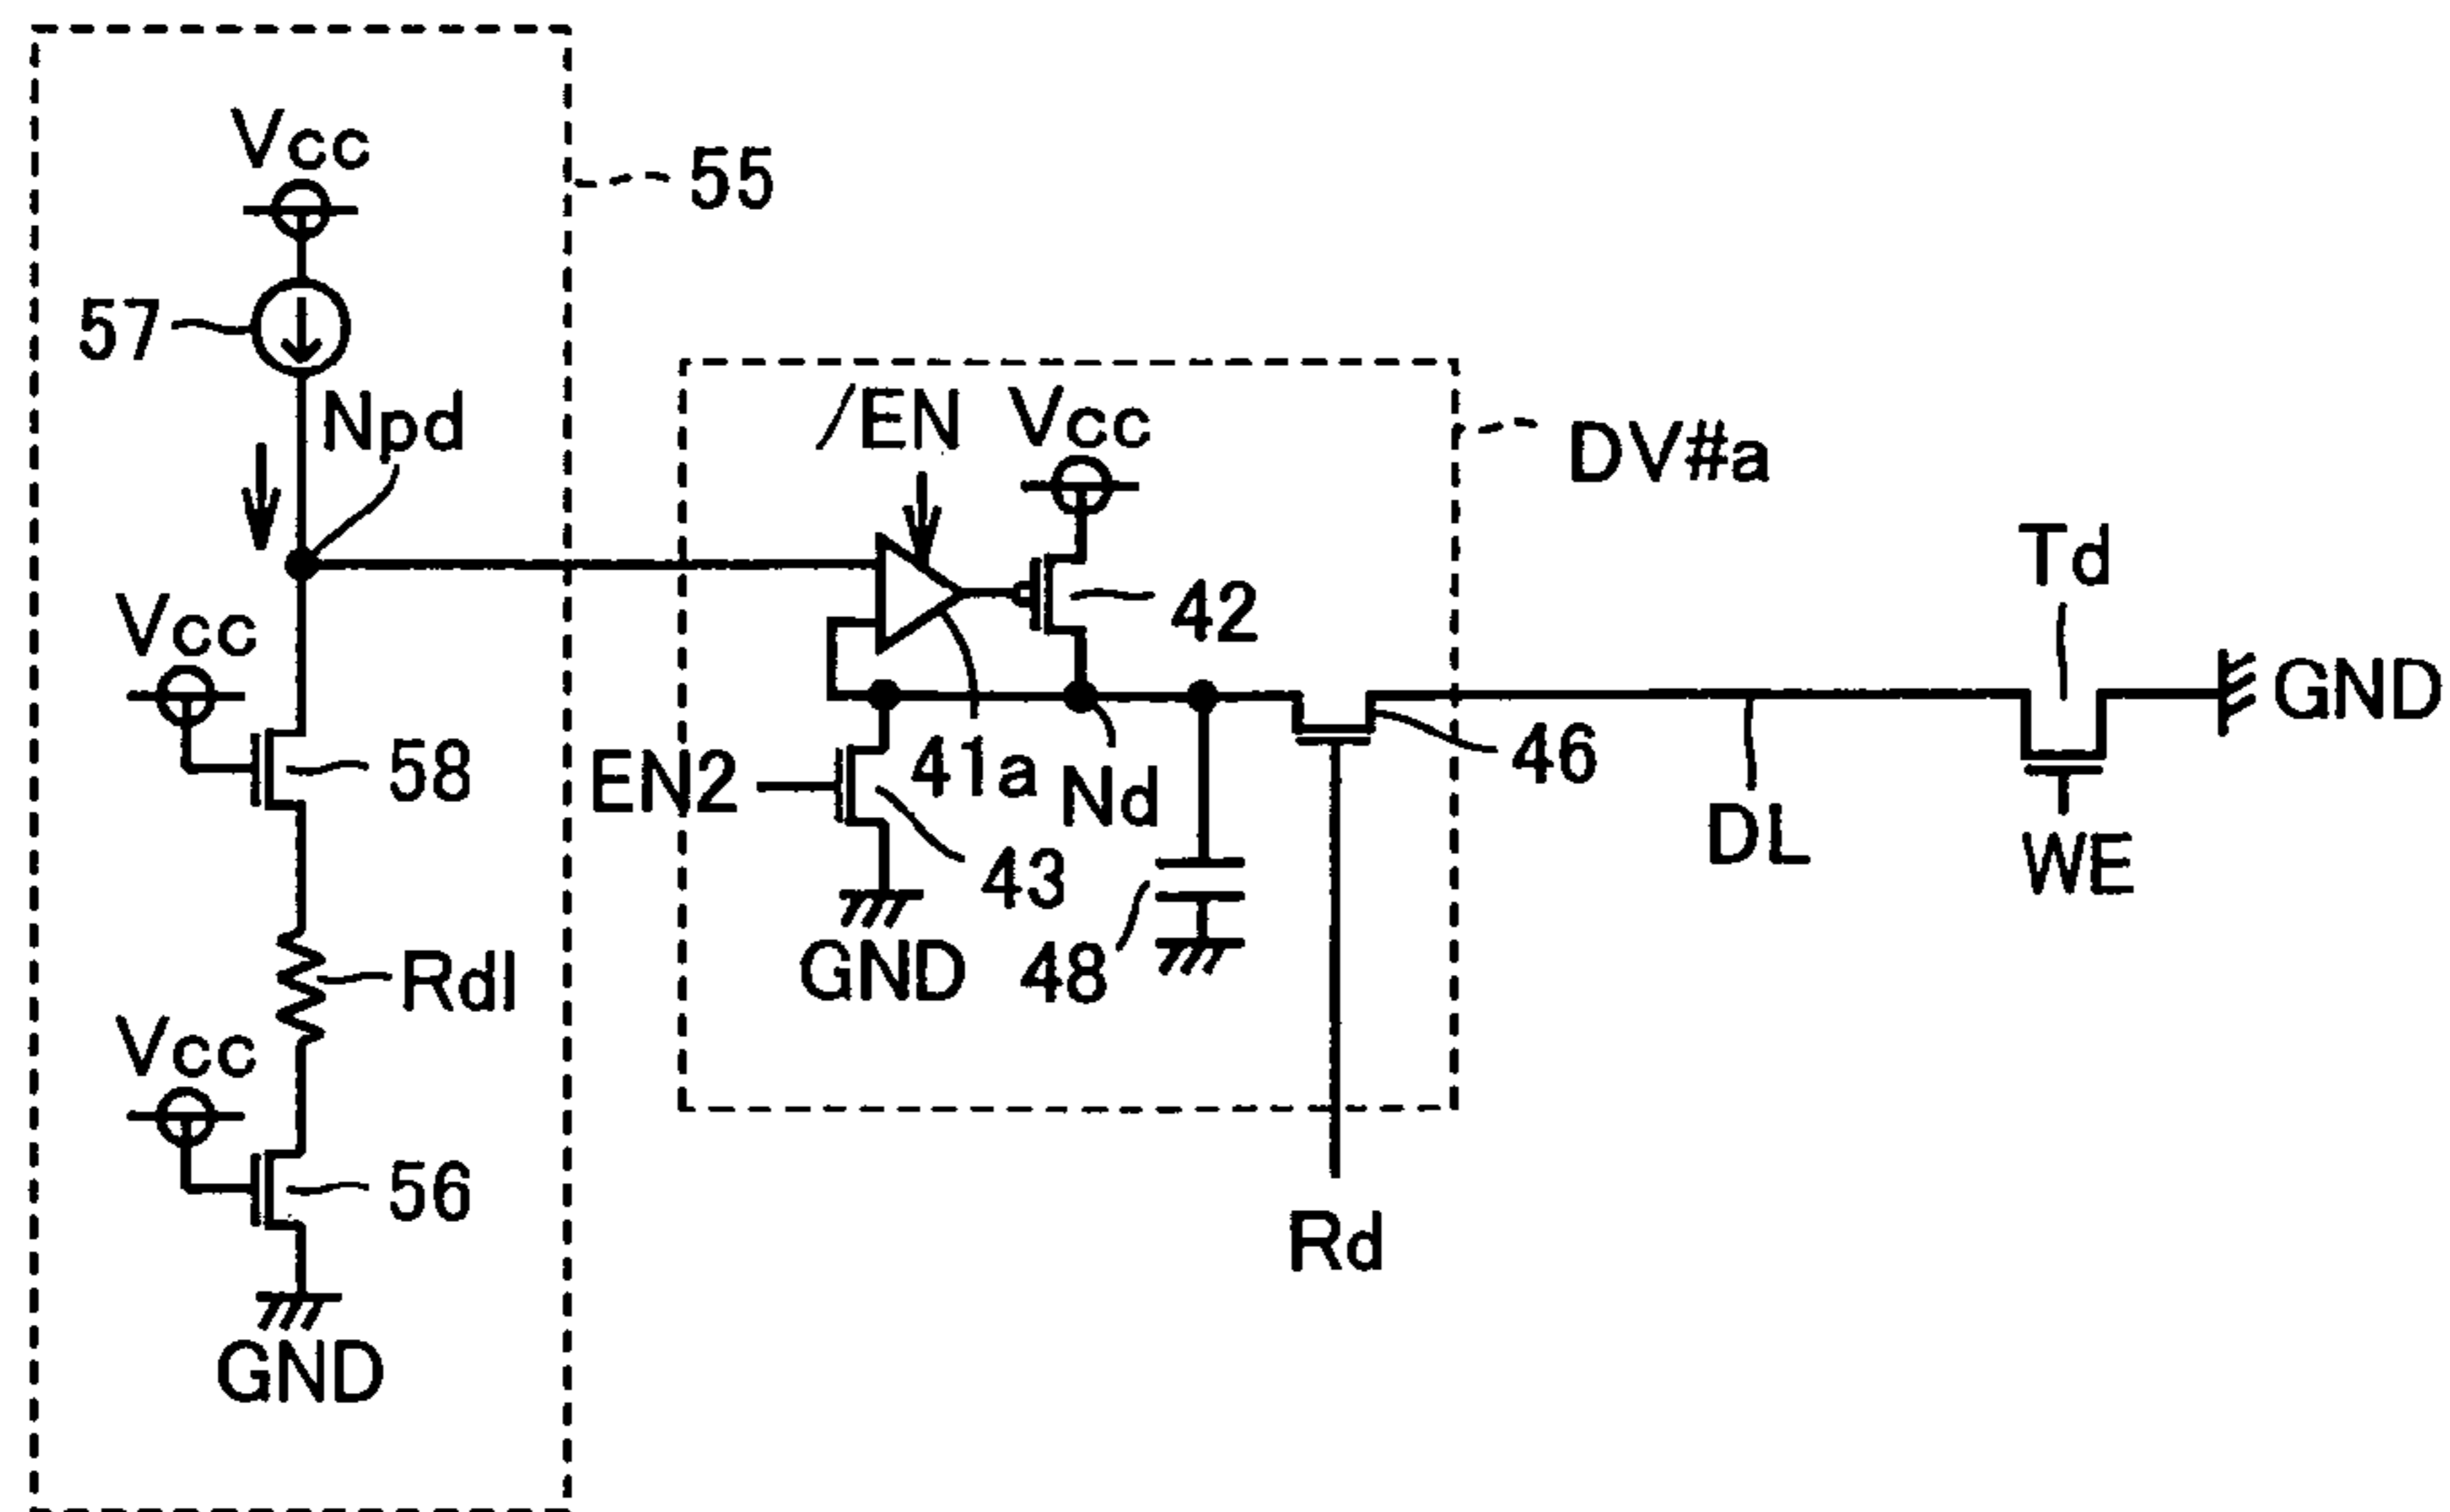 Vcc
55
57
Npd
/EN
Vcc
DV#a
Td
Vcc
42
GND
58
EN2
41a
Nd
46
DL
WE
43
GND
48
Rdl
Vcc
56
Rd
GND